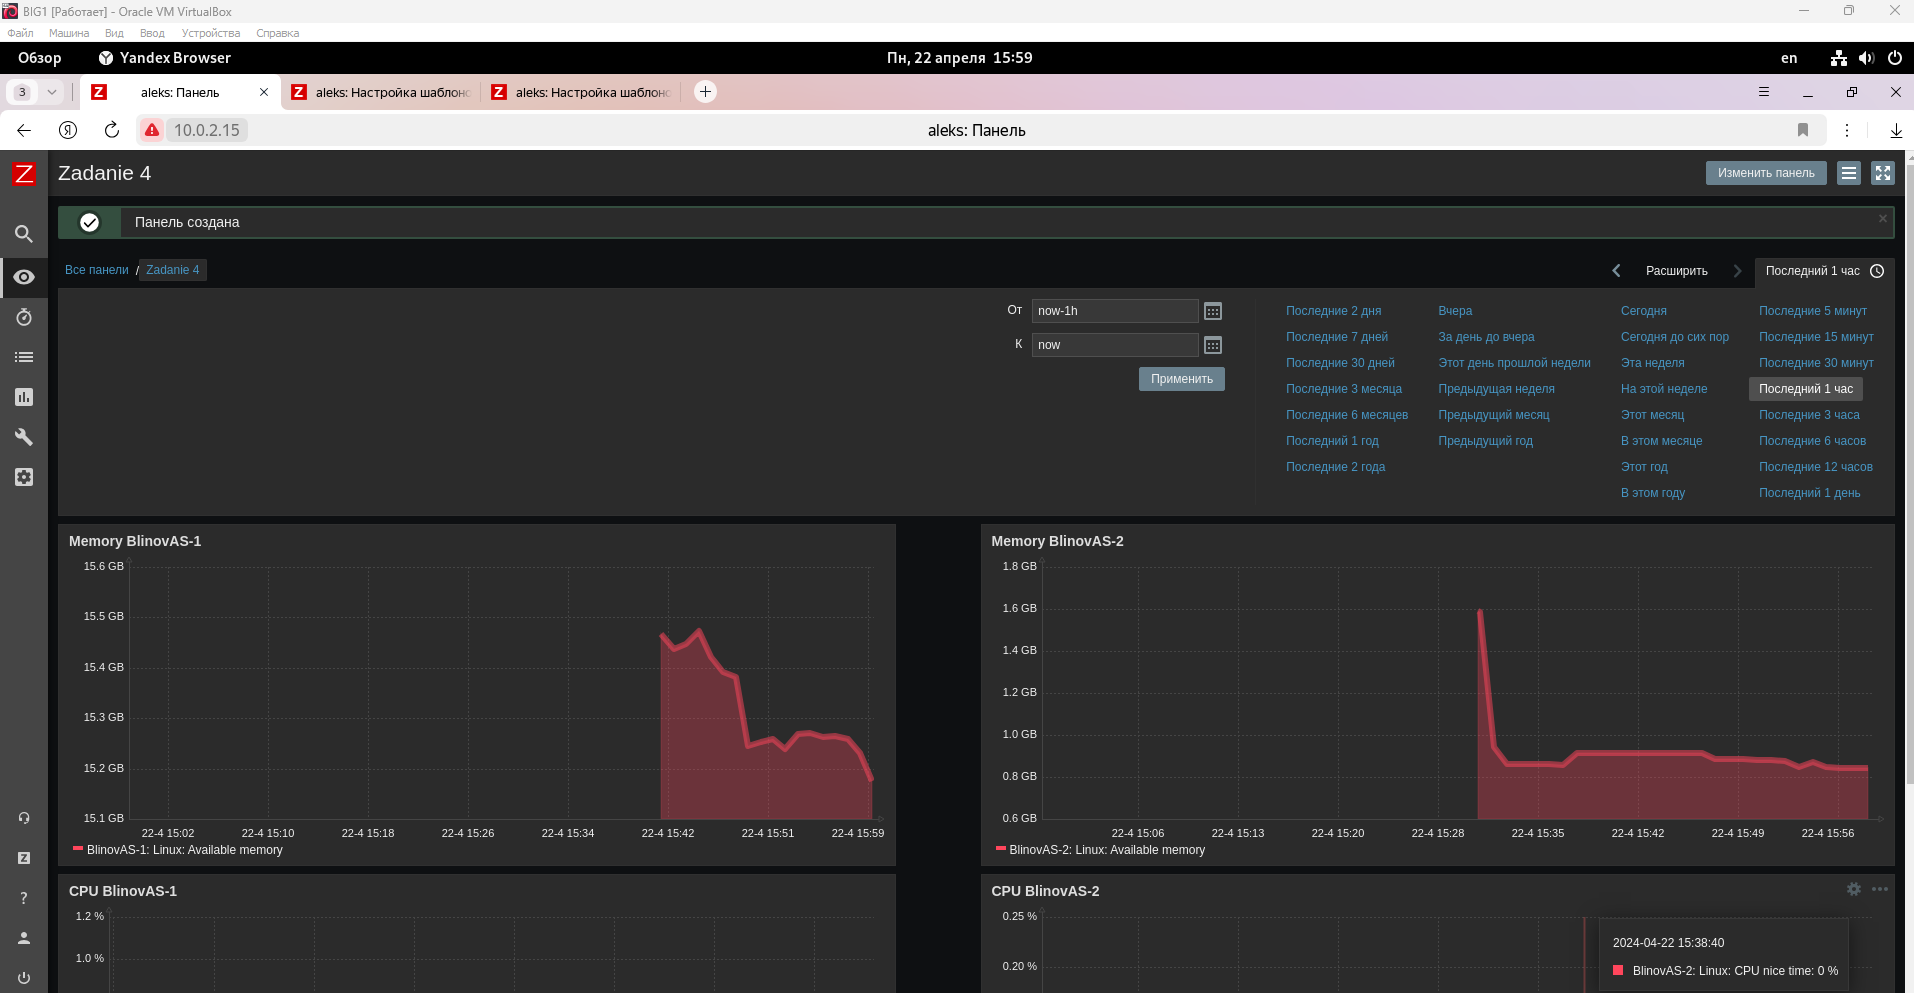 BIG1 [Работает] - Oracle VM VirtualBox
Файл Машина Вид Ввод Устройства Справка
Обзор Yandex Browser Пн, 22 апреля 15:59 en
3 aleks: Панель aleks: Настройка шаблонс aleks: Настройка шаблонс
10.0.2.15 aleks: Панель
Zadanie 4 Изменить панель
Панель создана
Все панели / Zadanie 4 Расширить Последний 1 час
От now-1h Последние 2 дня Вчера Сегодня Последние 5 минут
Последние 7 дней За день до вчера Сегодня до сих пор Последние 15 минут
К now
Последние 30 дней Этот день прошлой недели Эта неделя Последние 30 минут
Применить
Последние 3 месяца Предыдущая неделя На этой неделе Последний 1 час
Последние 6 месяцев Предыдущий месяц Этот месяц Последние 3 часа
Последний 1 год Предыдущий год В этом месяце Последние 6 часов
Последние 2 года Этот год Последние 12 часов
В этом году Последний 1 день
Memory BlinovAS-1
15.6 GB
15.5 GB
15.4 GB
15.3 GB
15.2 GB
15.1 GB
22-4 15:02 22-4 15:10 22-4 15:18 22-4 15:26 22-4 15:34 22-4 15:42 22-4 15:51 22-4 15:59
BlinovAS-1: Linux: Available memory
Memory BlinovAS-2
1.8 GB
1.6 GB
1.4 GB
1.2 GB
1.0 GB
0.8 GB
0.6 GB
22-4 15:06 22-4 15:13 22-4 15:20 22-4 15:28 22-4 15:35 22-4 15:42 22-4 15:49 22-4 15:56
BlinovAS-2: Linux: Available memory
CPU BlinovAS-1
1.2 %
1.0 %
CPU BlinovAS-2
0.25 %
0.20 %
2024-04-22 15:38:40
BlinovAS-2: Linux: CPU nice time: 0 %